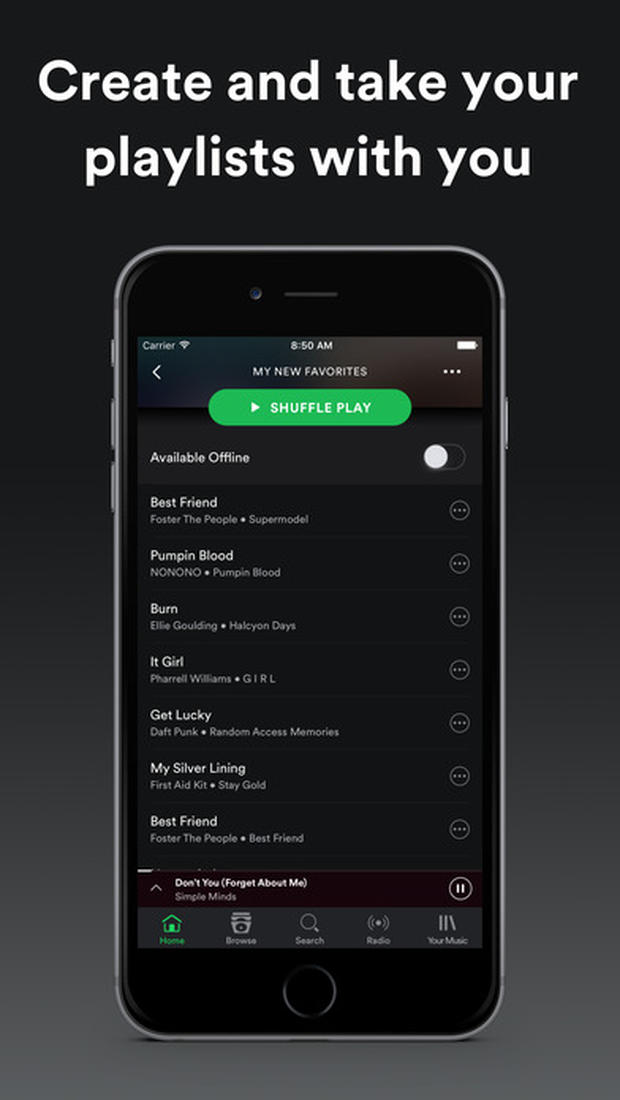 Create and take your
playlists with you
Carrier 8:50 AM
MY NEW FAVORITES
SHUFFLE PLAY
Available Offline
Best Friend
Foster The People • Supermodel
Pumpin Blood
NONONO • Pumpin Blood
Burn
Ellie Goulding • Halcyon Days
It Girl
Pharrell Williams • G I R L
Get Lucky
Daft Punk • Random Access Memories
My Silver Lining
First Aid Kit • Stay Gold
Best Friend
Foster The People • Best Friend
Don't You (Forget About Me)
Simple Minds
Home Browse Search Radio Your Music